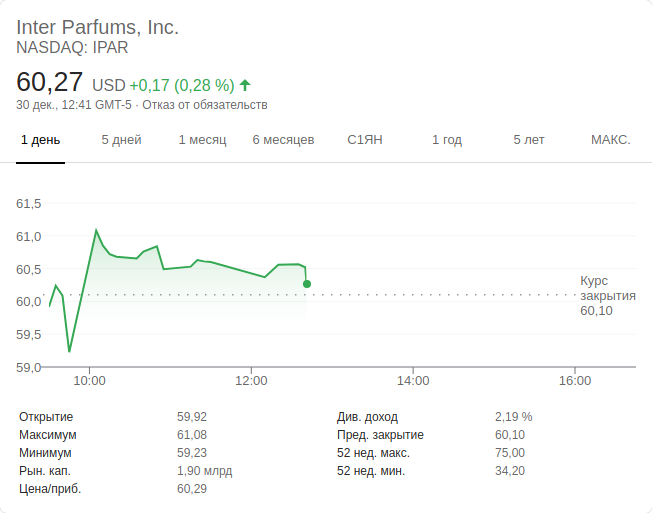 Inter Parfums, Inc.
NASDAQ: IPAR
60,27 USD +0,17 (0,28 %)
30 дек., 12:41 GMT-5 · Отказ от обязательств
1 день 5 дней 1 месяц 6 месяцев С1ЯН 1 год 5 лет МАКС.
61,5
61,0
60,5
60,0
59,5
59,0
Курс
закрытия
60,10
10:00 12:00 14:00 16:00
Открытие 59,92 Див. доход 2,19 %
Максимум 61,08 Пред. закрытие 60,10
Минимум 59,23 52 нед. макс. 75,00
Рын. кап. 1,90 млрд 52 нед. мин. 34,20
Цена/приб. 60,29